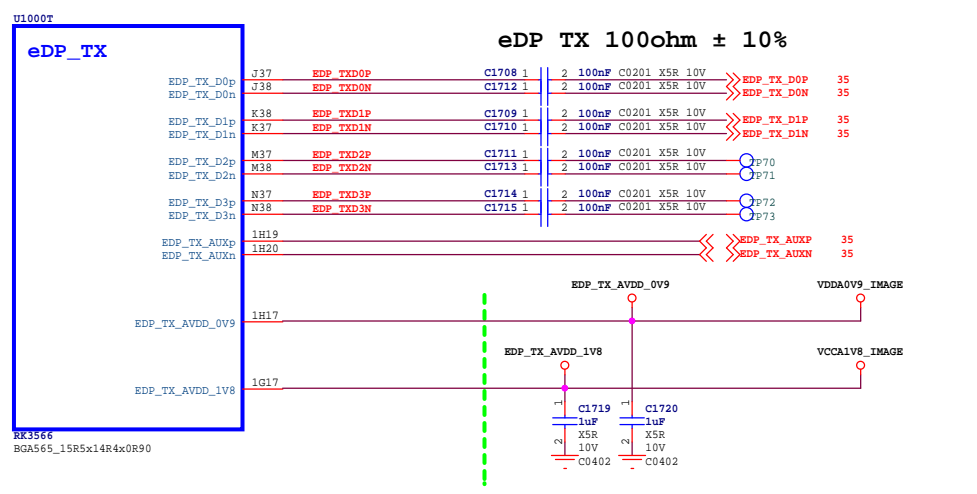 U1000T
eDP_TX
eDP TX 100ohm ± 10%
EDP_TX_D0p J37 EDP_TXD0P C1708 1 2 100nF C0201 X5R 10V EDP_TX_D0P 35
EDP_TX_D0n J38 EDP_TXD0N C1712 1 2 100nF C0201 X5R 10V EDP_TX_D0N 35
EDP_TX_D1p K38 EDP_TXD1P C1709 1 2 100nF C0201 X5R 10V EDP_TX_D1P 35
EDP_TX_D1n K37 EDP_TXD1N C1710 1 2 100nF C0201 X5R 10V EDP_TX_D1N 35
EDP_TX_D2p M37 EDP_TXD2P C1711 1 2 100nF C0201 X5R 10V TP70
EDP_TX_D2n M38 EDP_TXD2N C1713 1 2 100nF C0201 X5R 10V TP71
EDP_TX_D3p N37 EDP_TXD3P C1714 1 2 100nF C0201 X5R 10V TP72
EDP_TX_D3n N38 EDP_TXD3N C1715 1 2 100nF C0201 X5R 10V TP73
EDP_TX_AUXp 1H19 EDP_TX_AUXP 35
EDP_TX_AUXn 1H20 EDP_TX_AUXN 35
EDP_TX_AVDD_0V9 VDDA0V9_IMAGE
EDP_TX_AVDD_0V9 1H17
EDP_TX_AVDD_1V8 VCCA1V8_IMAGE
EDP_TX_AVDD_1V8 1G17
1 C1719 1 C1720
1uF 1uF
X5R X5R
2 10V 2 10V
C0402 C0402
RK3566
BGA565_15R5x14R4x0R90